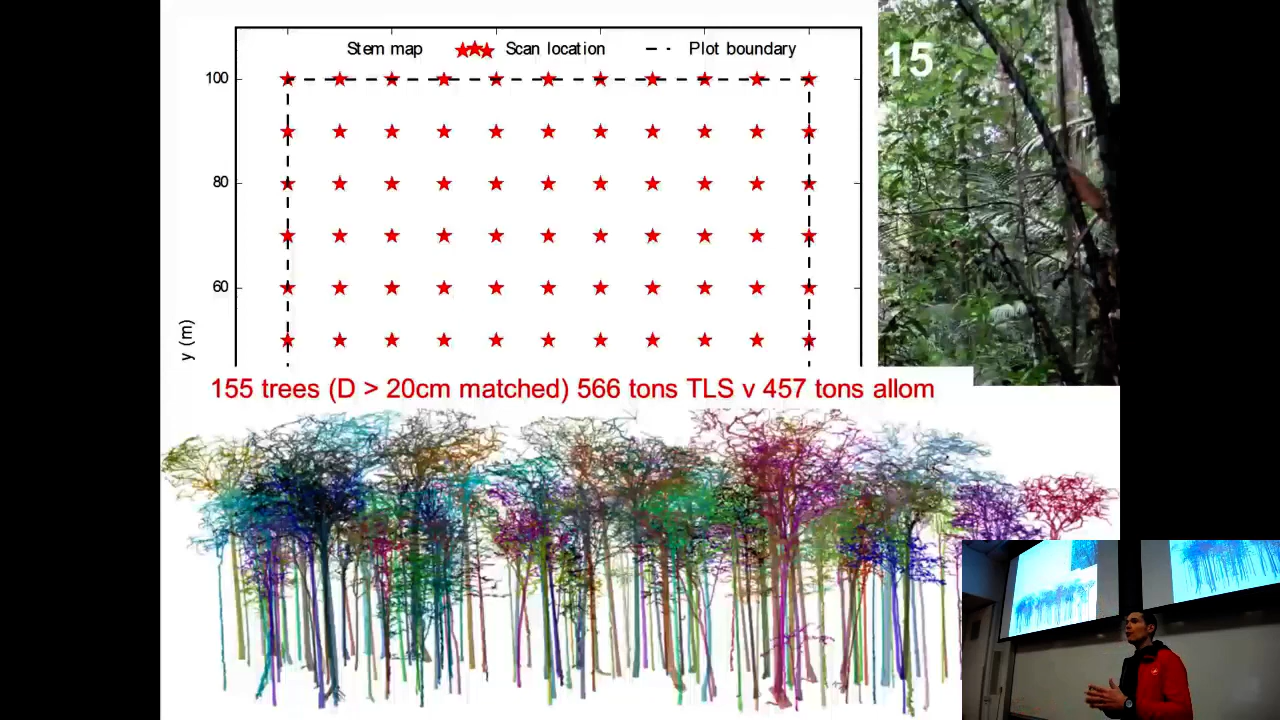 Stem map Scan location Plot boundary
15
100
80
60
y (m)
155 trees (D > 20cm matched) 566 tons TLS v 457 tons allom